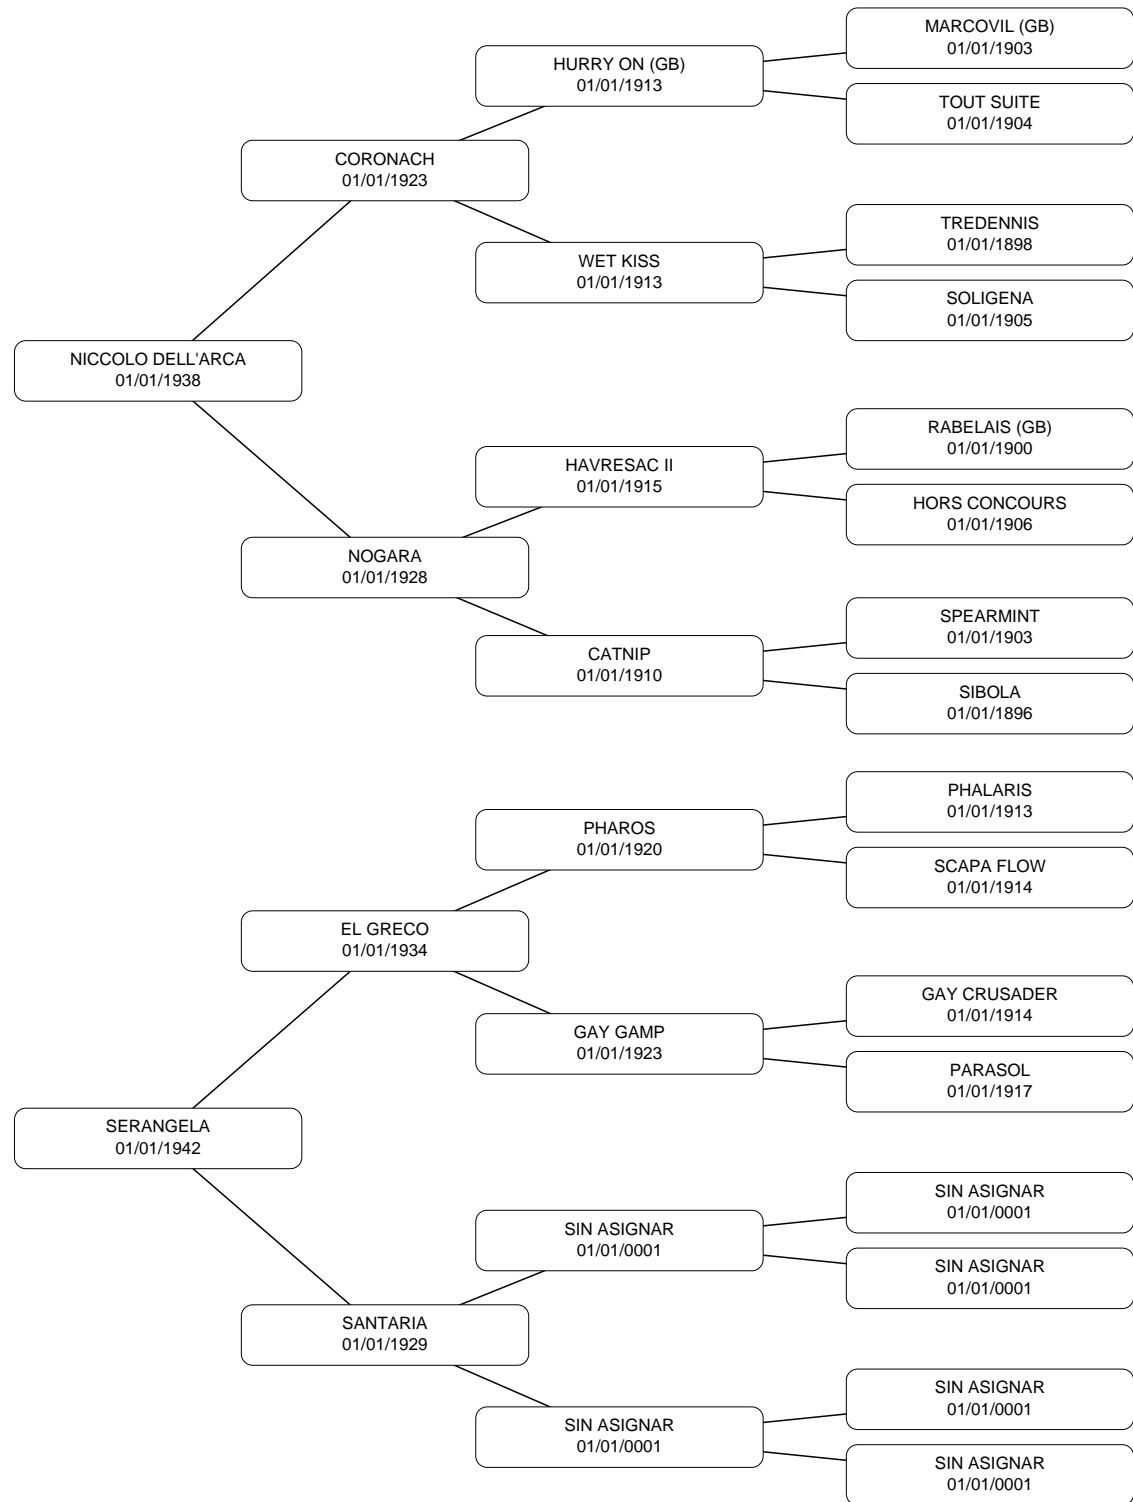 MARCOVIL (GB)
01/01/1903
HURRY ON (GB)
01/01/1913
TOUT SUITE
01/01/1904
CORONACH
01/01/1923
TREDENNIS
01/01/1898
WET KISS
01/01/1913
SOLIGENA
01/01/1905
NICCOLO DELL'ARCA
01/01/1938
RABELAIS (GB)
01/01/1900
HAVRESAC II
01/01/1915
HORS CONCOURS
01/01/1906
NOGARA
01/01/1928
SPEARMINT
01/01/1903
CATNIP
01/01/1910
SIBOLA
01/01/1896
PHALARIS
01/01/1913
PHAROS
01/01/1920
SCAPA FLOW
01/01/1914
EL GRECO
01/01/1934
GAY CRUSADER
01/01/1914
GAY GAMP
01/01/1923
PARASOL
01/01/1917
SERANGELA
01/01/1942
SIN ASIGNAR
01/01/0001
SIN ASIGNAR
01/01/0001
SIN ASIGNAR
01/01/0001
SANTARIA
01/01/1929
SIN ASIGNAR
01/01/0001
SIN ASIGNAR
01/01/0001
SIN ASIGNAR
01/01/0001